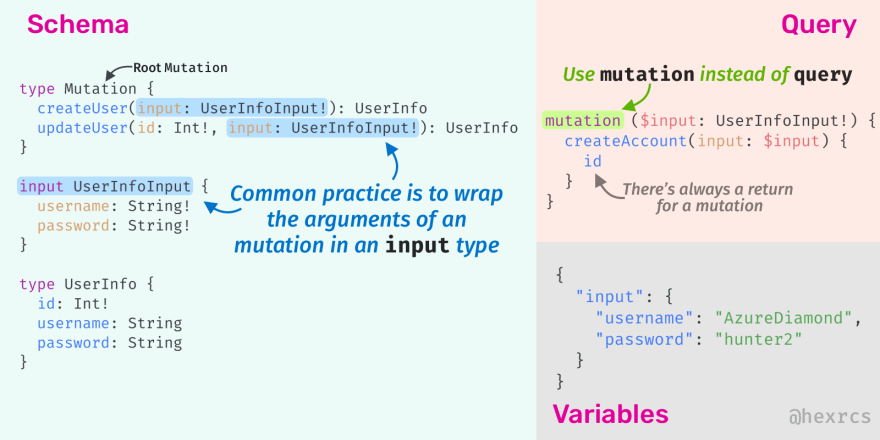 Schema
Root Mutation
type Mutation {
createUser(input: UserInfoInput!): UserInfo
updateUser(id: Int!, input: UserInfoInput!): UserInfo
}
input UserInfoInput {
username: String!
password: String!
}
Common practice is to wrap
the arguments of an
mutation in an input type
type UserInfo {
id: Int!
username: String
password: String
}
Query
Use mutation instead of query
mutation ($input: UserInfoInput!) {
createAccount(input: $input) {
id
}
}
There's always a return
for a mutation
{
"input": {
"username": "AzureDiamond",
"password": "hunter2"
}
}
Variables
@hexrcs